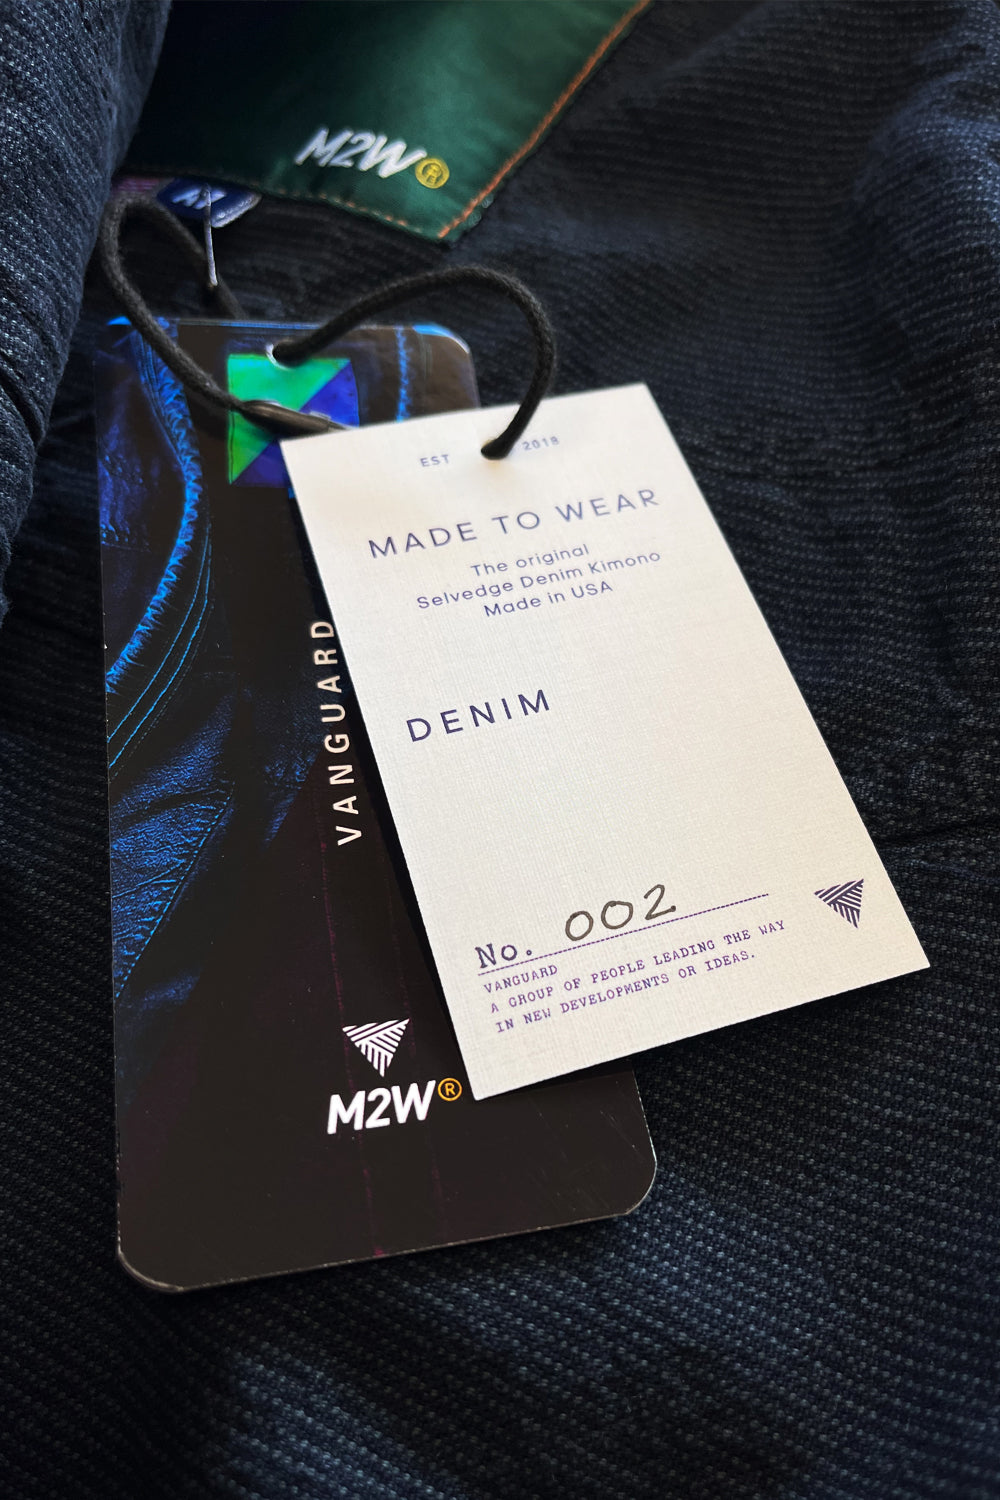 M2W®
EST 2018
MADE TO WEAR
The original
Selvedge Denim Kimono
Made in USA
DENIM
No. 002
VANGUARD
A GROUP OF PEOPLE LEADING THE WAY
IN NEW DEVELOPMENTS OR IDEAS.
VANGUARD
M2W®